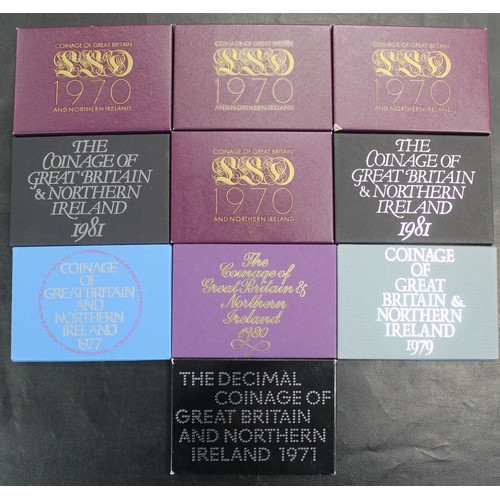 COINAGE OF GREAT BRITAIN
LSD
1970
AND NORTHERN IRELAND
COINAGE OF GREAT BRITAIN
LSD
1970
AND NORTHERN IRELAND
COINAGE OF GREAT BRITAIN
LSD
1970
AND NORTHERN IRELAND
THE
COINAGE OF
GREAT BRITAIN
& NORTHERN
IRELAND
1981
COINAGE OF GREAT BRITAIN
LSD
1970
AND NORTHERN IRELAND
THE
COINAGE OF
GREAT BRITAIN
& NORTHERN
IRELAND
1981
COINAGE
OF
GREAT BRITAIN
AND
NORTHERN
IRELAND
1977
The
Coinage of
Great Britain &
Northern
Ireland
1980
COINAGE
OF
GREAT
BRITAIN &
NORTHERN
IRELAND
1979
THE DECIMAL
COINAGE OF
GREAT BRITAIN
AND NORTHERN
IRELAND 1971